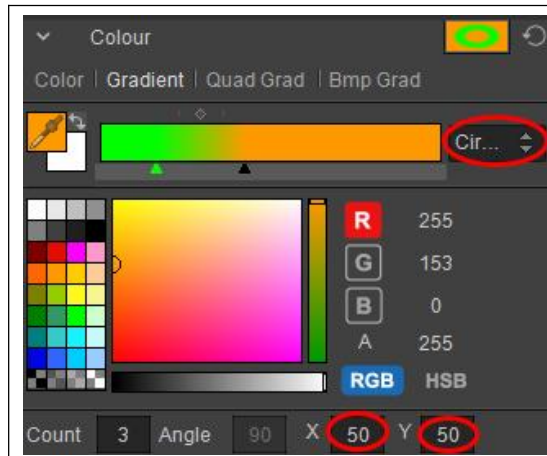 Colour
Color | Gradient | Quad Grad | Bmp Grad
Cir...
R 255
G 153
B 0
A 255
RGB HSB
Count 3 Angle 90 X 50 Y 50